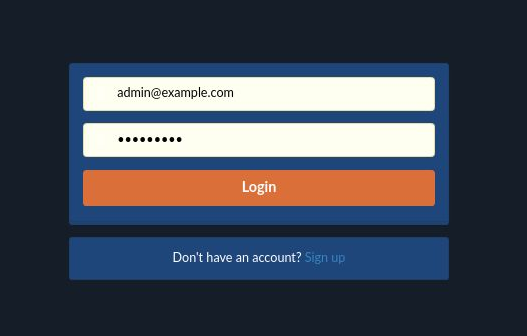 admin@example.com
•••••••••
Login
Don't have an account? Sign up